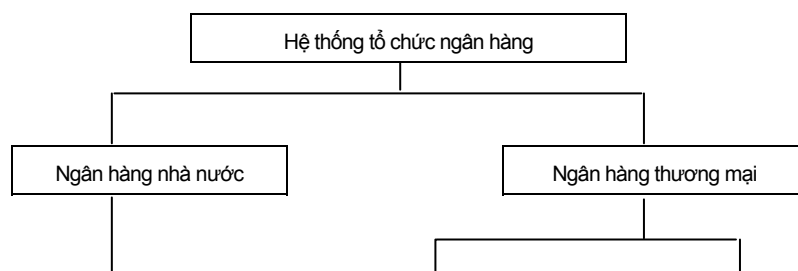 Hệ thống tổ chức ngân hàng
Ngân hàng nhà nước
Ngân hàng thương mại